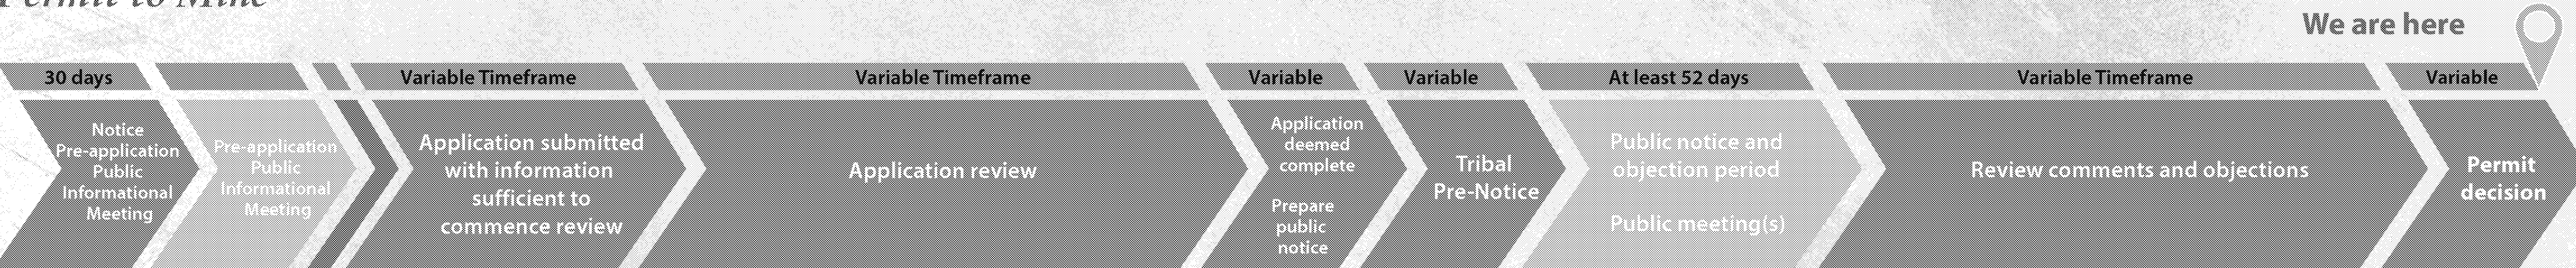 Permit to Mine
We are here
30 days
Variable Timeframe
Variable Timeframe
Variable
Variable
At least 52 days
Variable Timeframe
Variable
Notice
Pre-application
Public
Informational
Meeting
Pre-application
Public
Informational
Meeting
Application submitted
with information
sufficient to
commence review
Application review
Application
deemed
complete
Prepare
public
notice
Tribal
Pre-Notice
Public notice and
objection period
Public meeting(s)
Review comments and objections
Permit
decision